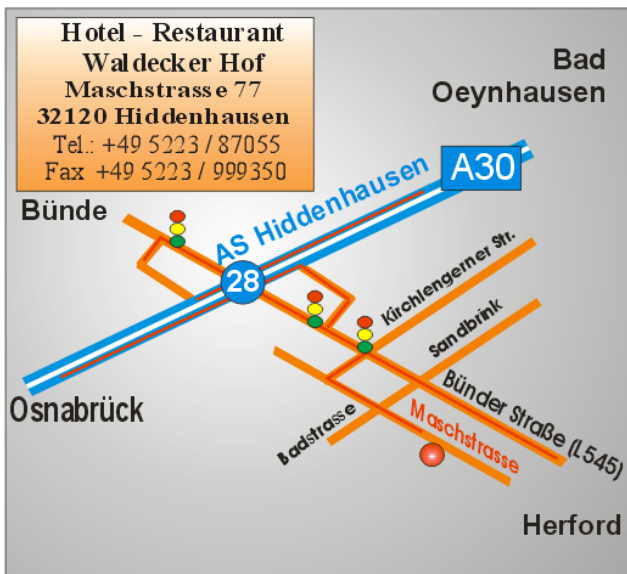 Hotel - Restaurant
Waldecker Hof
Maschstrasse 77
32120 Hiddenhausen
Tel.: +49 5223 / 87055
Fax +49 5223 / 999350
Bad
Oeynhausen
A30
Bünde
AS Hiddenhausen
28
Kirchlengerner Str.
Sandbrink
Osnabrück
Badstrasse
Maschstrasse
Bünder Straße (L545)
Herford